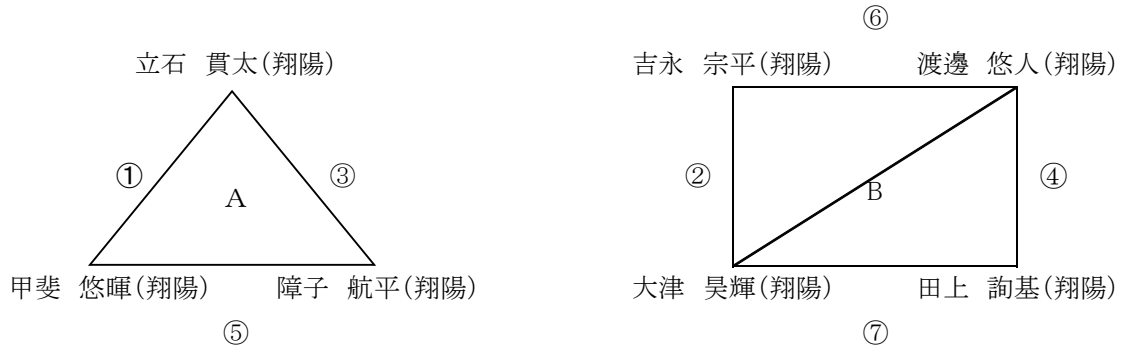 ⑥
立石 貫太(翔陽)
吉永 宗平(翔陽) 渡邊 悠人(翔陽)
① ③
A
② ④
B
甲斐 悠暉(翔陽) 障子 航平(翔陽)
大津 昊輝(翔陽) 田上 詢基(翔陽)
⑤
⑦